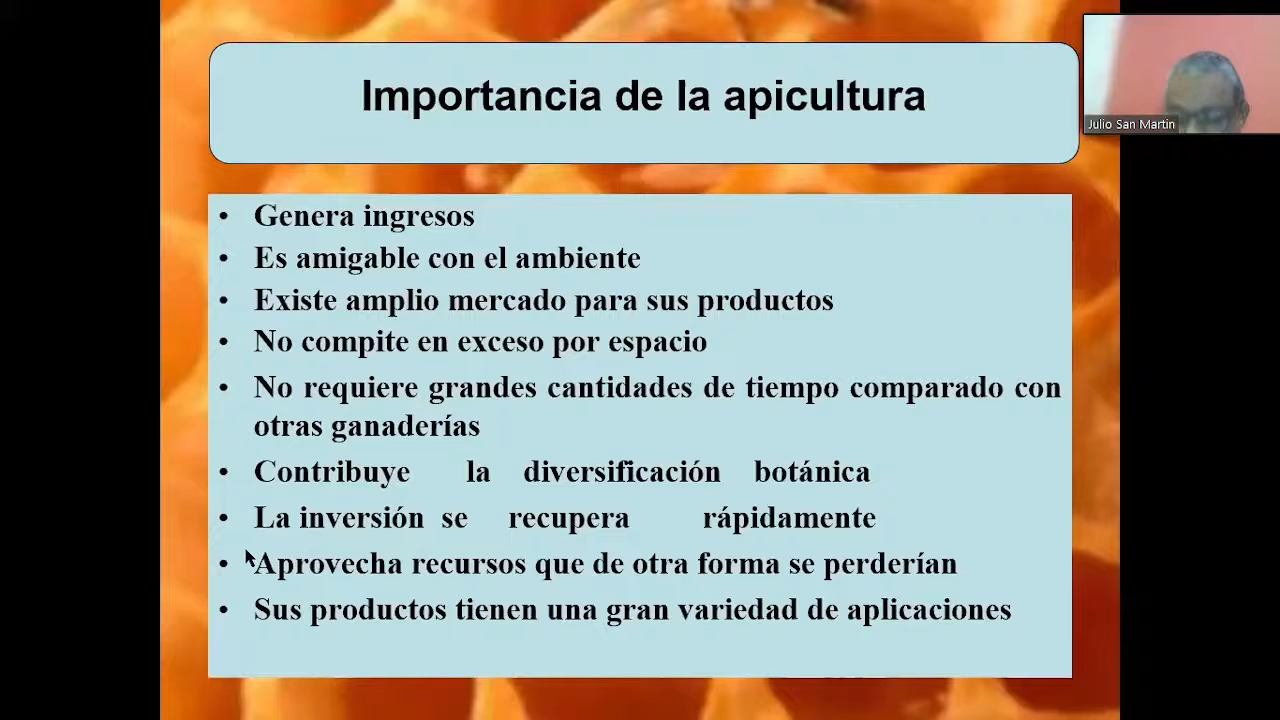 Importancia de la apicultura
Julio San Martin
• Genera ingresos
• Es amigable con el ambiente
• Existe amplio mercado para sus productos
• No compite en exceso por espacio
• No requiere grandes cantidades de tiempo comparado con
otras ganaderías
• Contribuye la diversificación botánica
• La inversión se recupera rápidamente
• Aprovecha recursos que de otra forma se perderían
• Sus productos tienen una gran variedad de aplicaciones